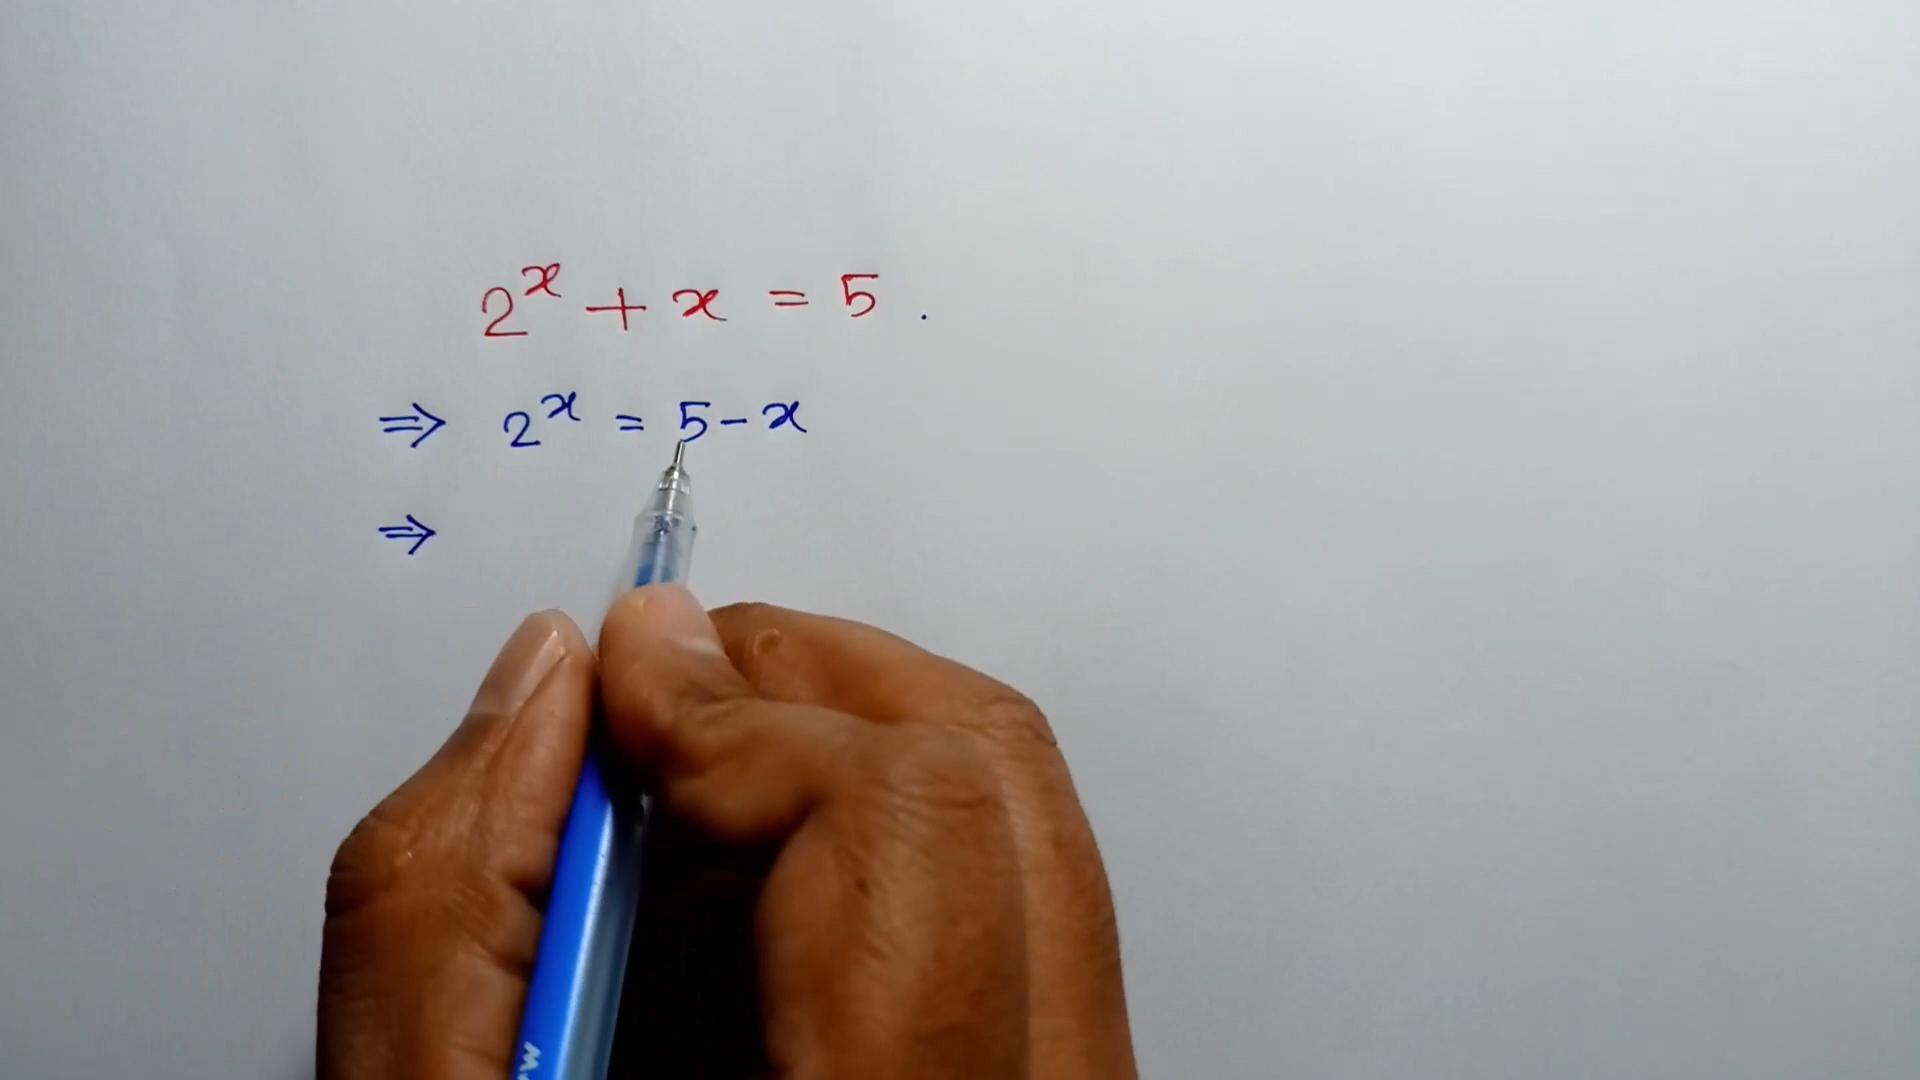 2^x + x = 5 .
⇒ 2^x = 5 - x
⇒